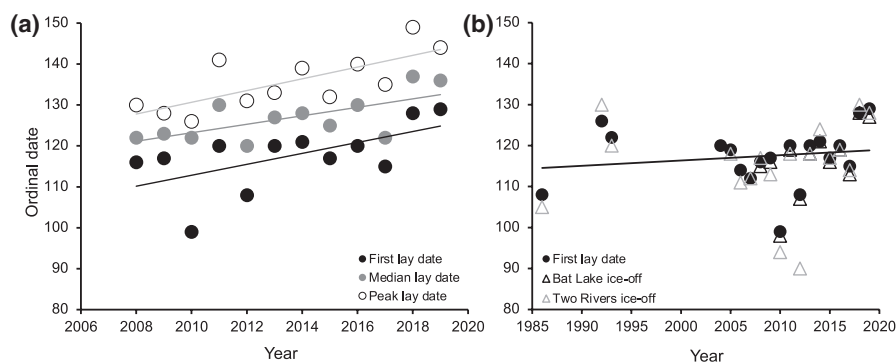 (a)
150
140
130
120
110
100
90
80
Ordinal date
2006 2008 2010 2012 2014 2016 2018 2020
Year
First lay date
Median lay date
Peak lay date
(b)
150
140
130
120
110
100
90
80
1985 1990 1995 2000 2005 2010 2015 2020
Year
First lay date
Bat Lake ice-off
Two Rivers ice-off